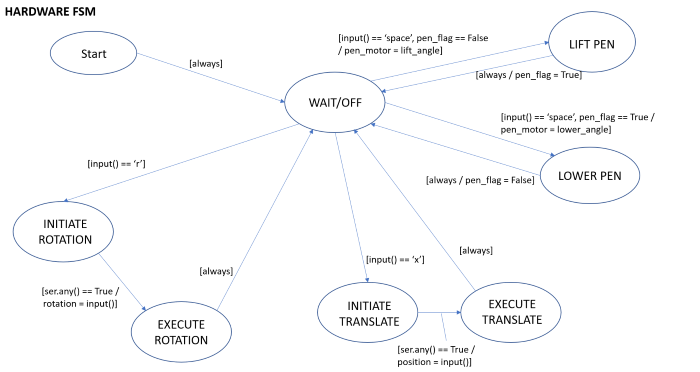 HARDWARE FSM
Start
[always]
[input() == ‘space’, pen_flag == False
/ pen_motor = lift_angle]
LIFT PEN
[always / pen_flag = True]
WAIT/OFF
[input() == ‘space’, pen_flag == True /
pen_motor = lower_angle]
[input() == ‘r’]
[always / pen_flag = False]
LOWER PEN
INITIATE
ROTATION
[always]
[always]
[input() == ‘x’]
[ser.any() == True /
rotation = input()]
INITIATE
TRANSLATE
EXECUTE
TRANSLATE
EXECUTE
ROTATION
[ser.any() == True /
position = input()]